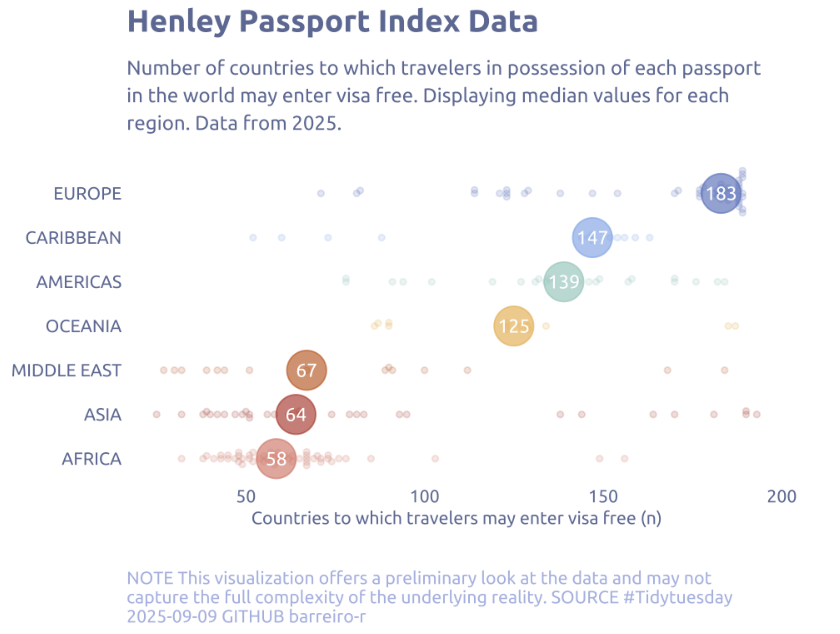 Henley Passport Index Data
Number of countries to which travelers in possession of each passport
in the world may enter visa free. Displaying median values for each
region. Data from 2025.
EUROPE 183
CARIBBEAN 147
AMERICAS 139
OCEANIA 125
MIDDLE EAST 67
ASIA 64
AFRICA 58
50 100 150 200
Countries to which travelers may enter visa free (n)
NOTE This visualization offers a preliminary look at the data and may not
capture the full complexity of the underlying reality. SOURCE #Tidytuesday
2025-09-09 GITHUB barreiro-r